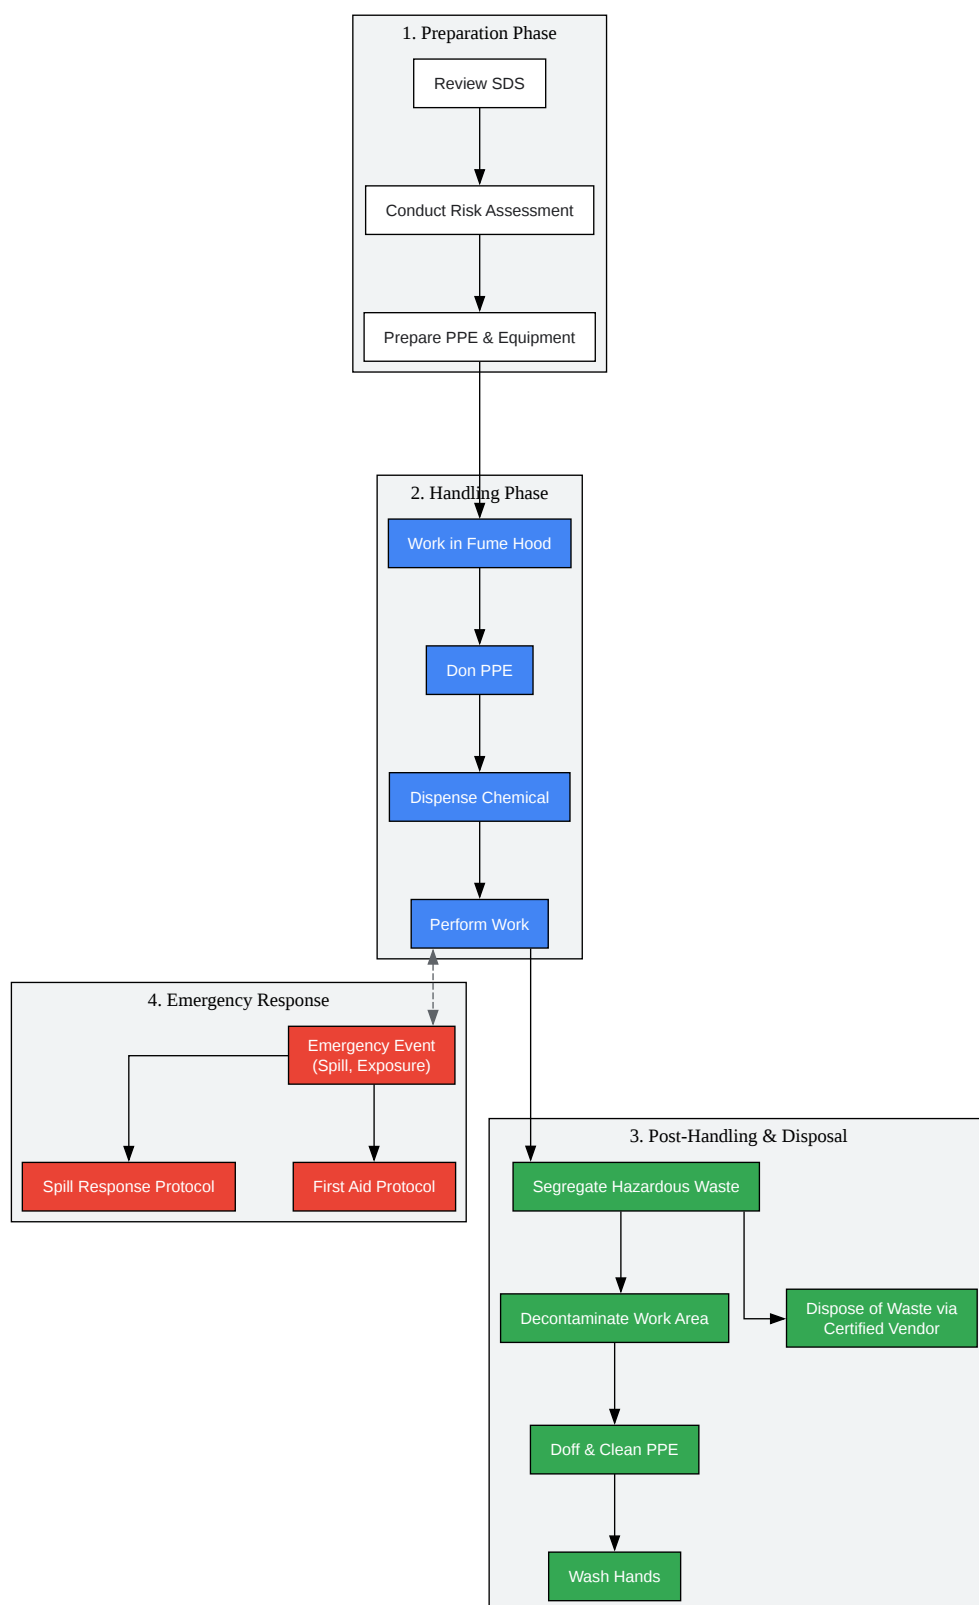 1. Preparation Phase
Review SDS
Conduct Risk Assessment
Prepare PPE & Equipment
2. Handling Phase
Work in Fume Hood
Don PPE
Dispense Chemical
Perform Work
4. Emergency Response
Emergency Event
(Spill, Exposure)
Spill Response Protocol
First Aid Protocol
3. Post-Handling & Disposal
Segregate Hazardous Waste
Decontaminate Work Area
Dispose of Waste via
Certified Vendor
Doff & Clean PPE
Wash Hands